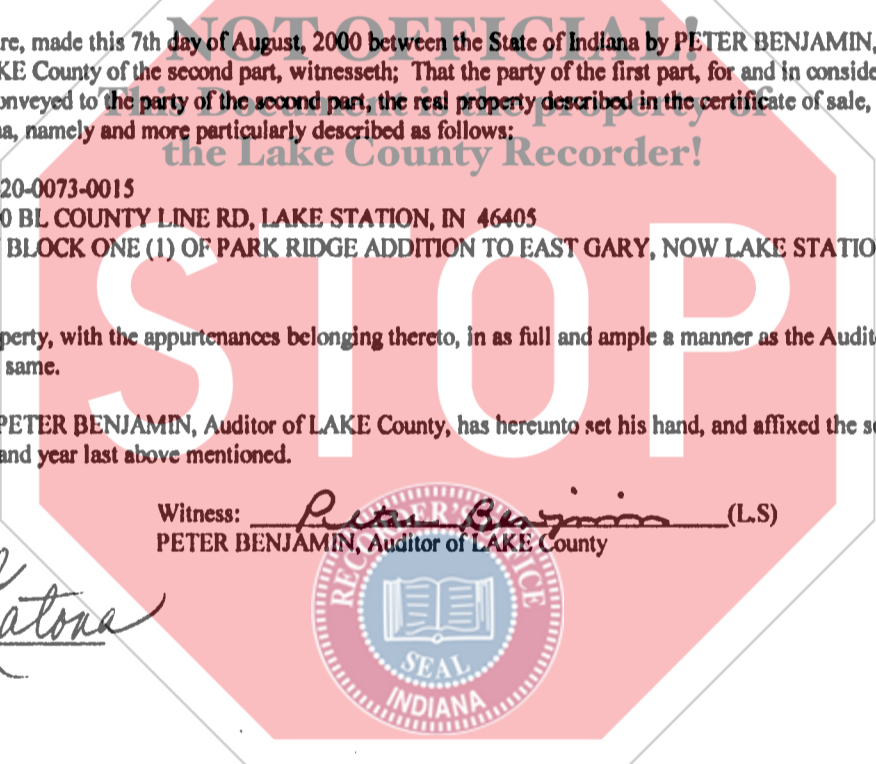 NOT OFFICIAL!
re, made this 7th day of August, 2000 between the State of Indiana by PETER BENJAMIN,
KE County of the second part, witnesseth; That the party of the first part, for and in conside
onveyed to the party of the second part, the real property described in the certificate of sale,
This Document is the property of
a, namely and more particularly described as follows:
the Lake County Recorder!
20-0073-0015
0 BL COUNTY LINE RD, LAKE STATION, IN 46405
BLOCK ONE (1) OF PARK RIDGE ADDITION TO EAST GARY, NOW LAKE STATIO
STOP
perty, with the appurtenances belonging thereto, in as full and ample a manner as the Audit
same.
PETER BENJAMIN, Auditor of LAKE County, has hereunto set his hand, and affixed the se
and year last above mentioned.
Witness: Peter Benjamin (L.S)
PETER BENJAMIN, Auditor of LAKE County
RECORDER'S OFFICE
atona
SEAL
INDIANA